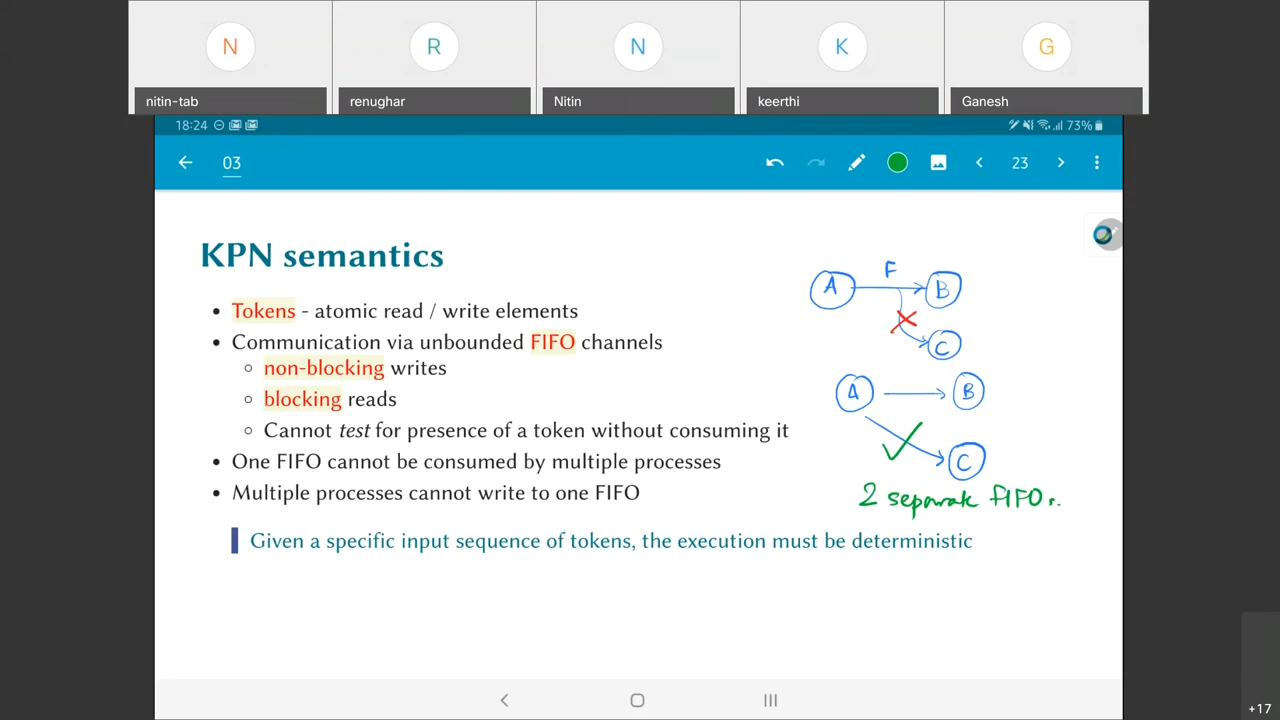 N R N K G
nitin-tab renughar Nitin keerthi Ganesh
18:24 73%
03 23
KPN semantics
• Tokens - atomic read / write elements
• Communication via unbounded FIFO channels
○ non-blocking writes
○ blocking reads
○ Cannot test for presence of a token without consuming it
• One FIFO cannot be consumed by multiple processes
• Multiple processes cannot write to one FIFO
Given a specific input sequence of tokens, the execution must be deterministic
F
A B
C
A B
C
2 separate FIFOs.
+17